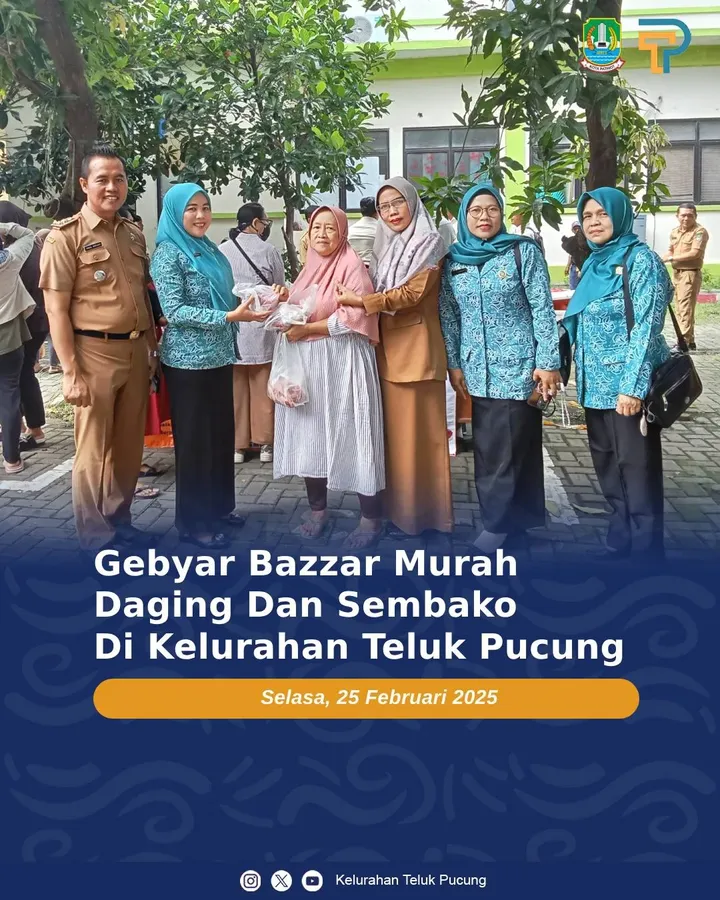 Gebyar Bazzar Murah
Daging Dan Sembako
Di Kelurahan Teluk Pucung
Selasa, 25 Februari 2025
Kelurahan Teluk Pucung